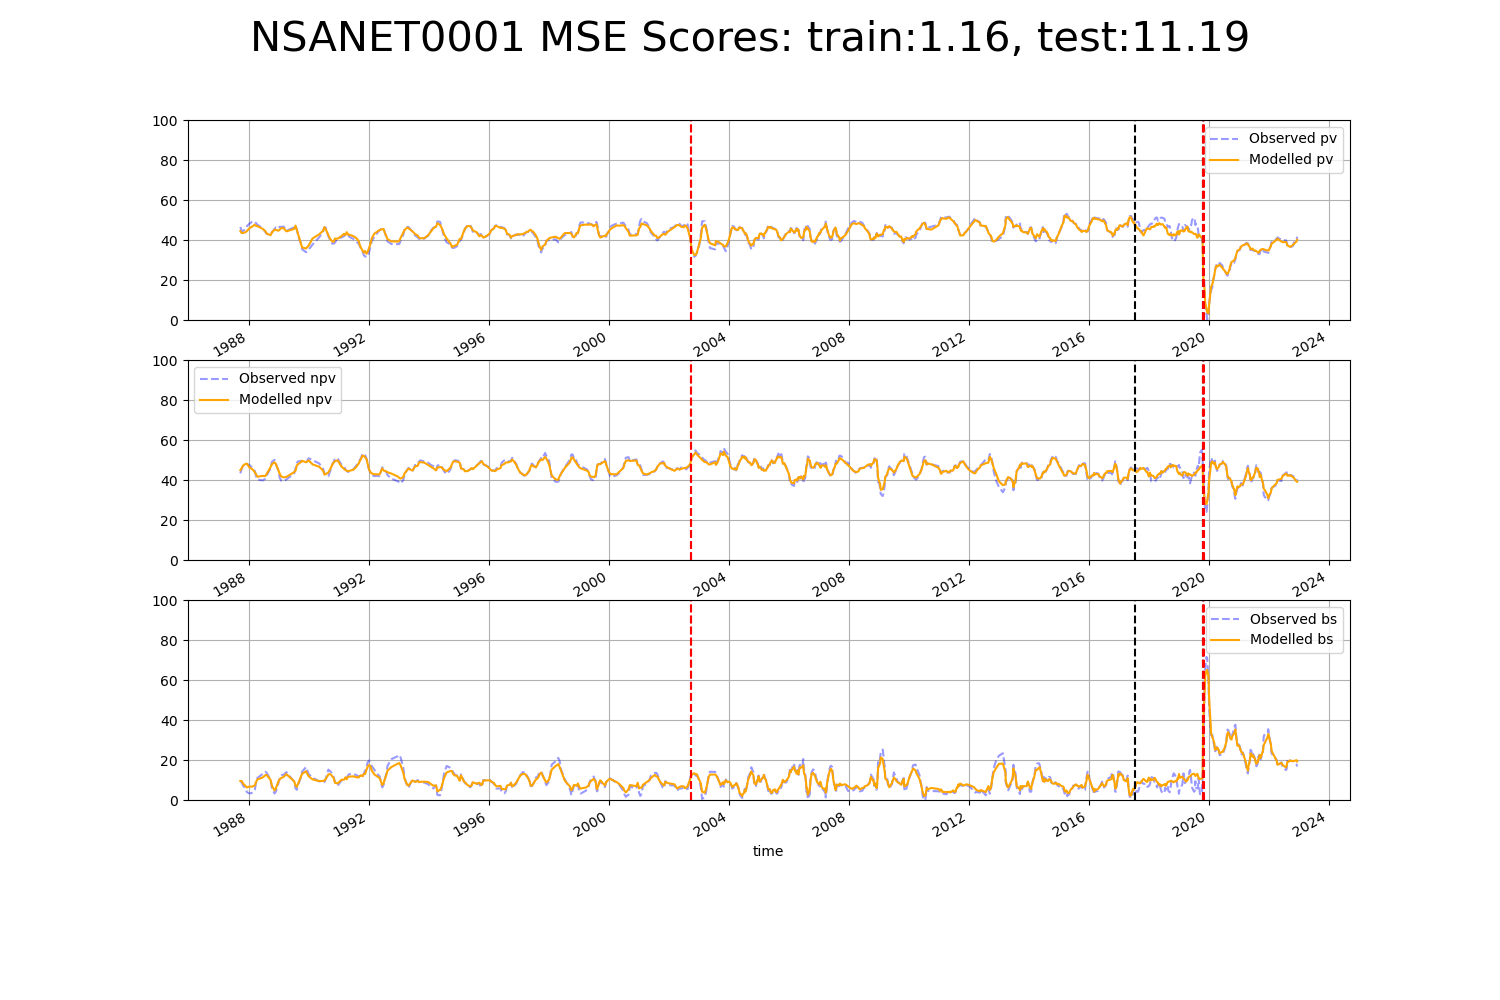 NSANET0001 MSE Scores: train:1.16, test:11.19
100
80
60
40
20
0
Observed pv
Modelled pv
1988 1992 1996 2000 2004 2008 2012 2016 2020 2024
100
80
60
40
20
0
Observed npv
Modelled npv
1988 1992 1996 2000 2004 2008 2012 2016 2020 2024
100
80
60
40
20
0
Observed bs
Modelled bs
1988 1992 1996 2000 2004 2008 2012 2016 2020 2024
time